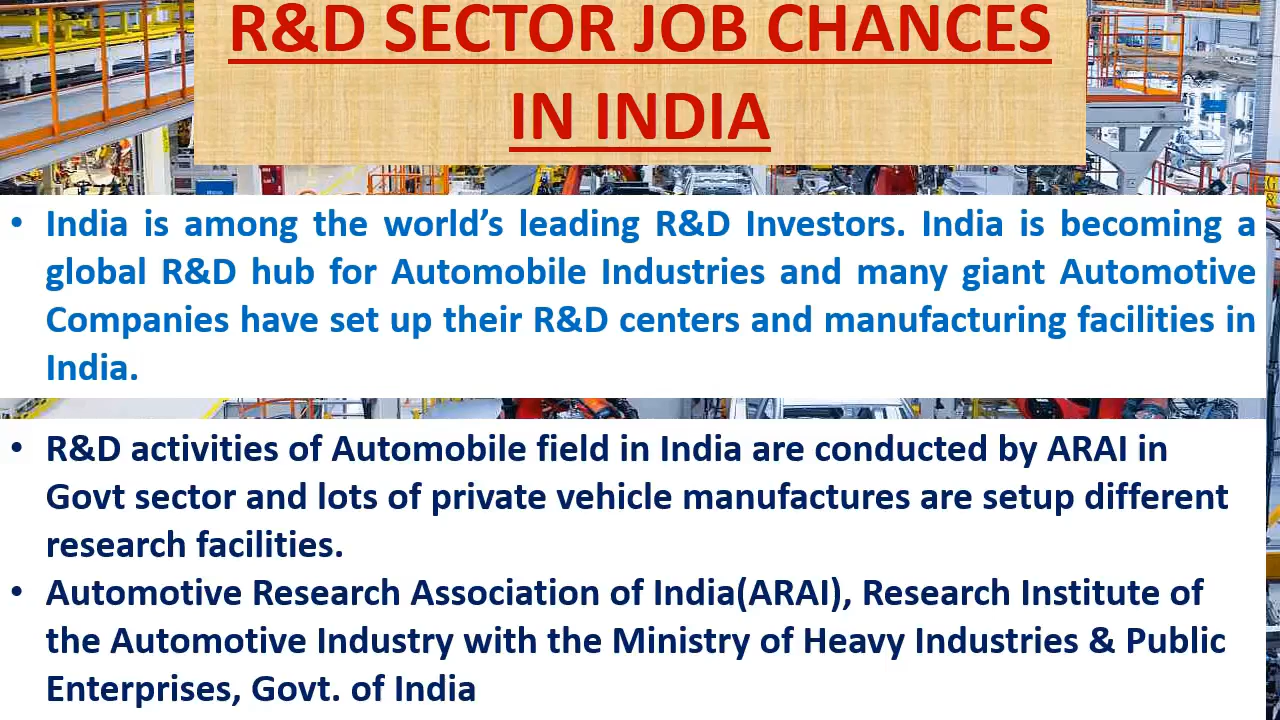 R&D SECTOR JOB CHANCES
IN INDIA
• India is among the world’s leading R&D Investors. India is becoming a
global R&D hub for Automobile Industries and many giant Automotive
Companies have set up their R&D centers and manufacturing facilities in
India.
• R&D activities of Automobile field in India are conducted by ARAI in
Govt sector and lots of private vehicle manufactures are setup different
research facilities.
• Automotive Research Association of India(ARAI), Research Institute of
the Automotive Industry with the Ministry of Heavy Industries & Public
Enterprises, Govt. of India